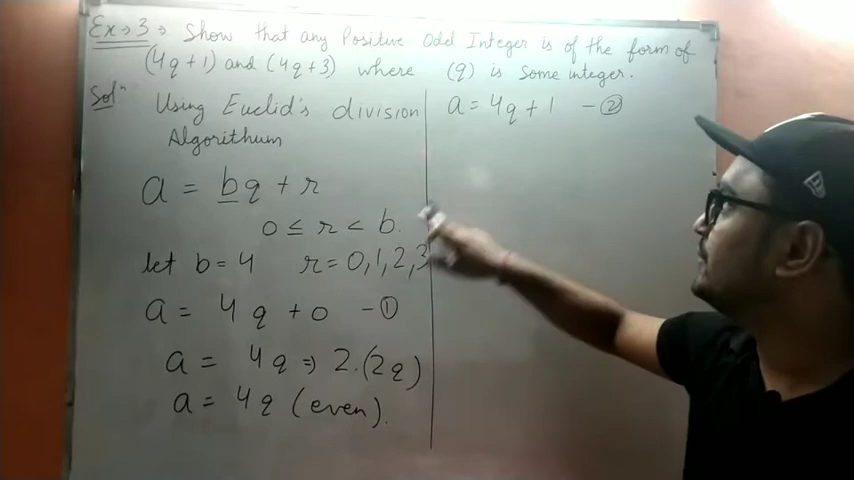 Ex→3 → Show that any Positive Odd Integer is of the form of
(4q+1) and (4q+3) where (q) is some integer.
Solⁿ Using Euclid's division
Algorithum
a = bq + r
0 ≤ r < b.
let b = 4 r = 0,1,2,3
a = 4q + 0 - ①
a = 4q ⇒ 2.(2q)
a = 4q (even).
a = 4q + 1 - ②